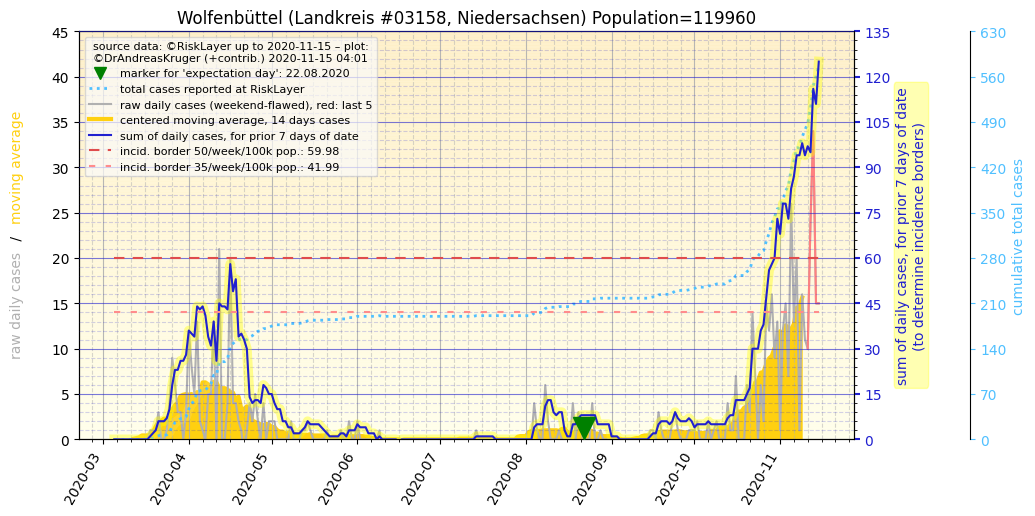 Wolfenbüttel (Landkreis #03158, Niedersachsen) Population=119960
source data: ©RiskLayer up to 2020-11-15 – plot:
©DrAndreasKruger (+contrib.) 2020-11-15 04:01
marker for 'expectation day': 22.08.2020
total cases reported at RiskLayer
raw daily cases (weekend-flawed), red: last 5
centered moving average, 14 days cases
sum of daily cases, for prior 7 days of date
incid. border 50/week/100k pop.: 59.98
incid. border 35/week/100k pop.: 41.99
raw daily cases / moving average
45
40
35
30
25
20
15
10
5
0
2020-03
2020-04
2020-05
2020-06
2020-07
2020-08
2020-09
2020-10
2020-11
135
120
105
90
75
60
45
30
15
0
sum of daily cases, for prior 7 days of date
(to determine incidence borders)
630
560
490
420
350
280
210
140
70
0
cumulative total cases